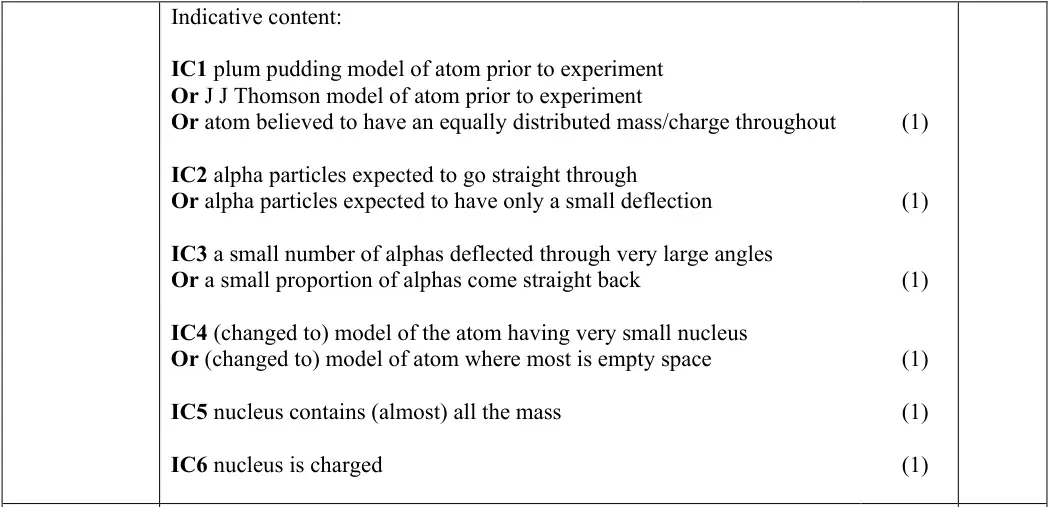 Indicative content:
IC1 plum pudding model of atom prior to experiment
Or J J Thomson model of atom prior to experiment
Or atom believed to have an equally distributed mass/charge throughout (1)
IC2 alpha particles expected to go straight through
Or alpha particles expected to have only a small deflection (1)
IC3 a small number of alphas deflected through very large angles
Or a small proportion of alphas come straight back (1)
IC4 (changed to) model of the atom having very small nucleus
Or (changed to) model of atom where most is empty space (1)
IC5 nucleus contains (almost) all the mass (1)
IC6 nucleus is charged (1)